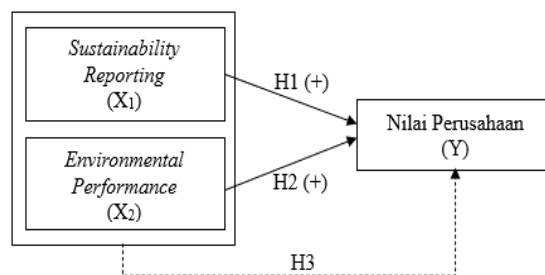 Sustainability
Reporting
(X₁)
H1 (+)
Nilai Perusahaan
(Y)
Environmental
Performance
(X₂)
H2 (+)
H3